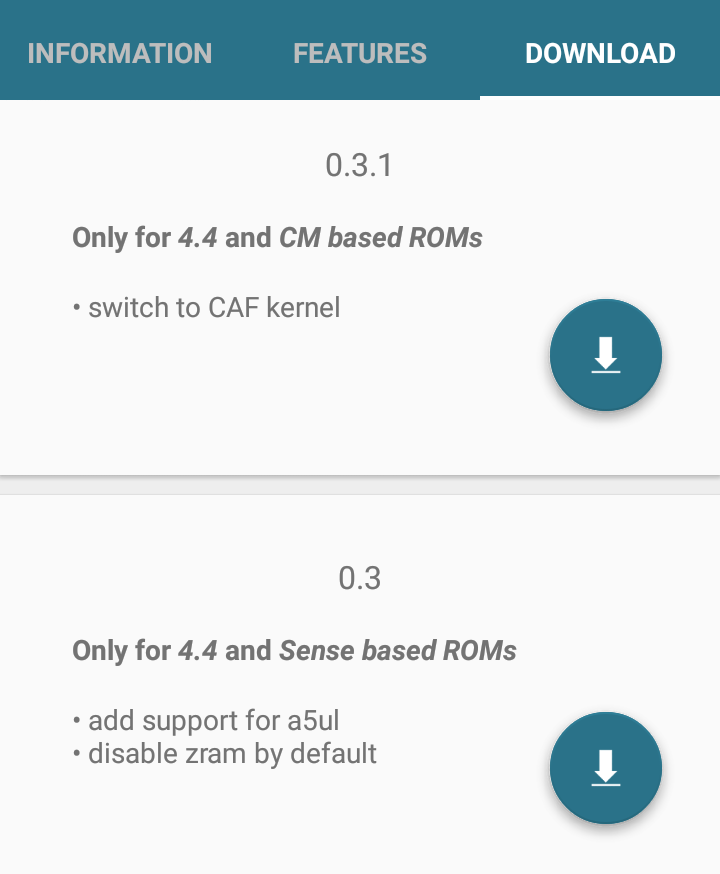 INFORMATION FEATURES DOWNLOAD
0.3.1
Only for 4.4 and CM based ROMs
• switch to CAF kernel
0.3
Only for 4.4 and Sense based ROMs
• add support for a5ul
• disable zram by default